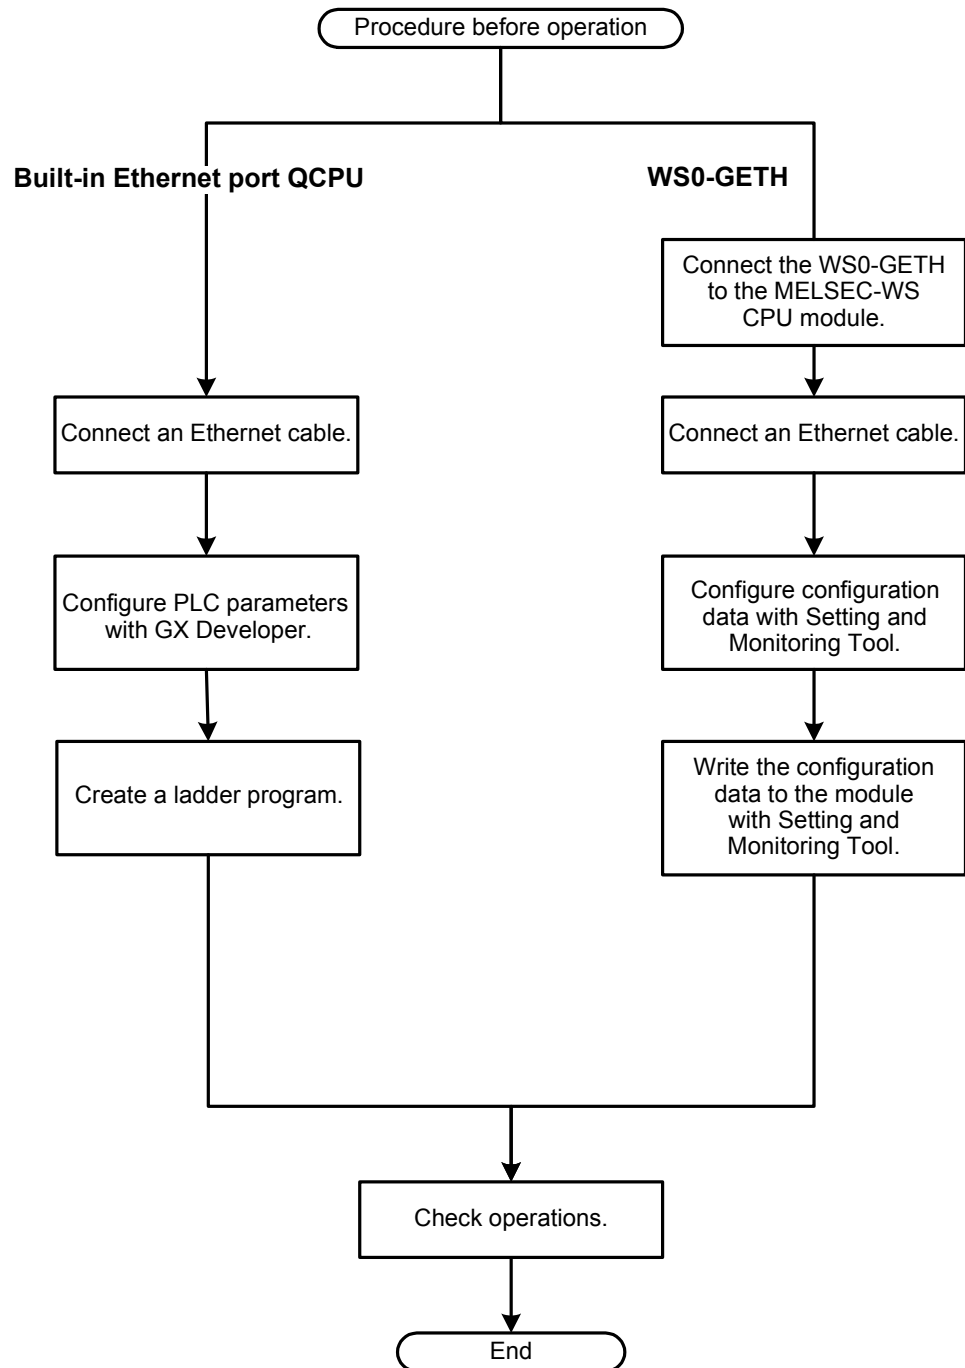 Procedure before operation
Built-in Ethernet port QCPU
WS0-GETH
Connect the WS0-GETH
to the MELSEC-WS
CPU module.
Connect an Ethernet cable.
Connect an Ethernet cable.
Configure PLC parameters
with GX Developer.
Configure configuration
data with Setting and
Monitoring Tool.
Create a ladder program.
Write the configuration
data to the module
with Setting and
Monitoring Tool.
Check operations.
End